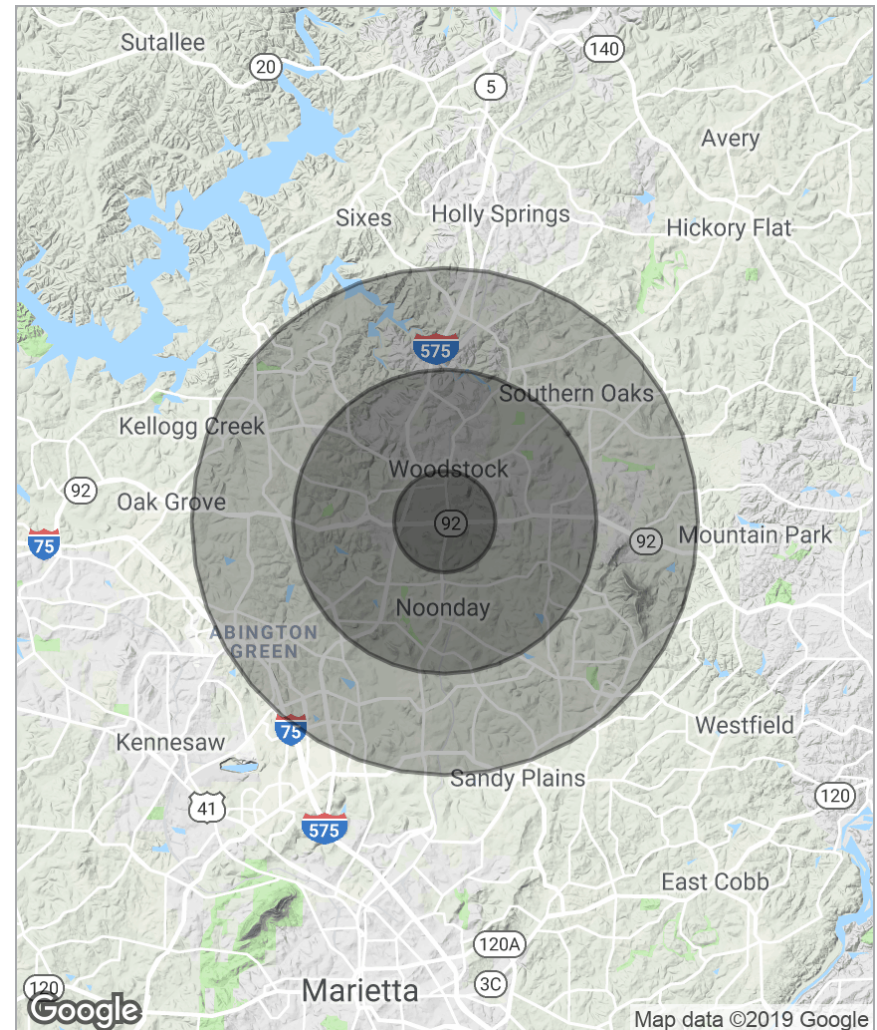 Sutallee
20
140
5
Avery
Sixes
Holly Springs
Hickory Flat
575
Southern Oaks
Kellogg Creek
Woodstock
92
Oak Grove
92
92
Mountain Park
75
Noonday
ABINGTON
GREEN
75
Westfield
Kennesaw
Sandy Plains
41
120
575
East Cobb
120A
3C
120
Marietta
Google
Map data ©2019 Google